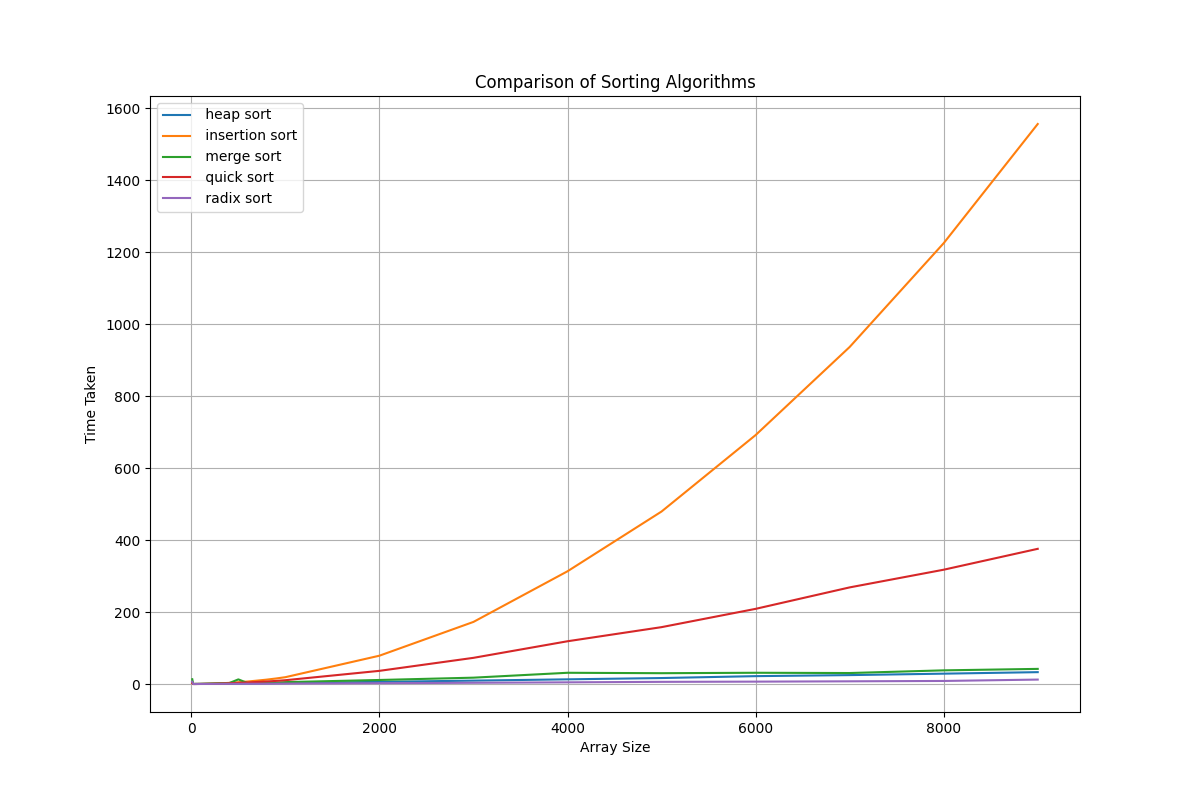 Comparison of Sorting Algorithms
heap sort
insertion sort
merge sort
quick sort
radix sort
1600
1400
1200
1000
800
600
400
200
0
Time Taken
0 2000 4000 6000 8000
Array Size